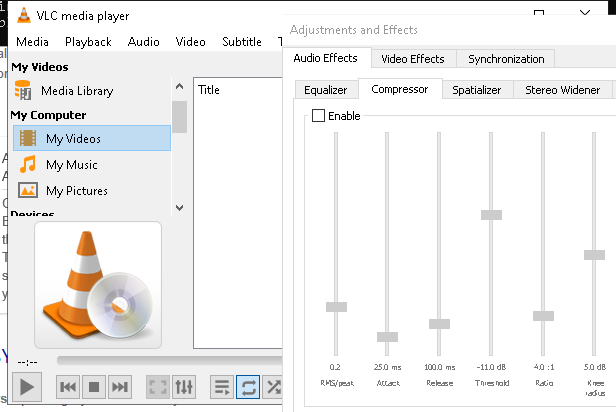 VLC media player
Media Playback Audio Video Subtitle T
My Videos
Media Library
My Computer
My Videos
My Music
My Pictures
Devices
Title
--:--
Adjustments and Effects
Audio Effects Video Effects Synchronization
Equalizer Compressor Spatializer Stereo Widener
Enable
0.2 25.0 ms 100.0 ms -11.0 dB 4.0 :1 5.0 dB
RMS/peak Attack Release Threshold Ratio Knee
radius